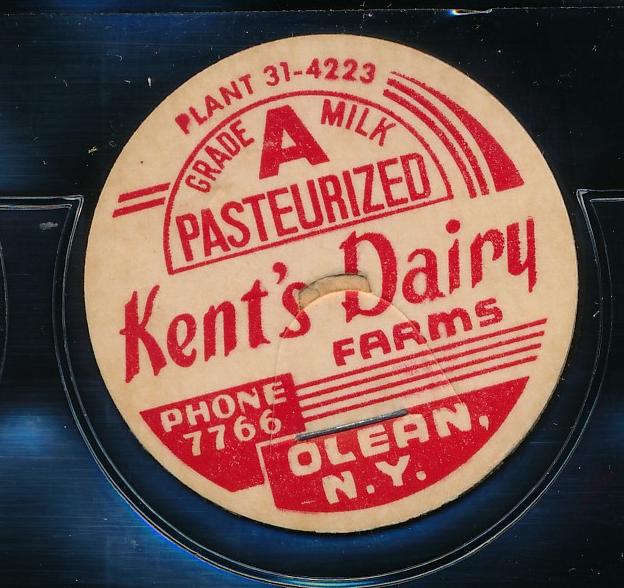 PLANT 31-4223
GRADE A MILK
PASTEURIZED
Kent's Dairy
FARMS
PHONE
7766
OLEAN,
N.Y.